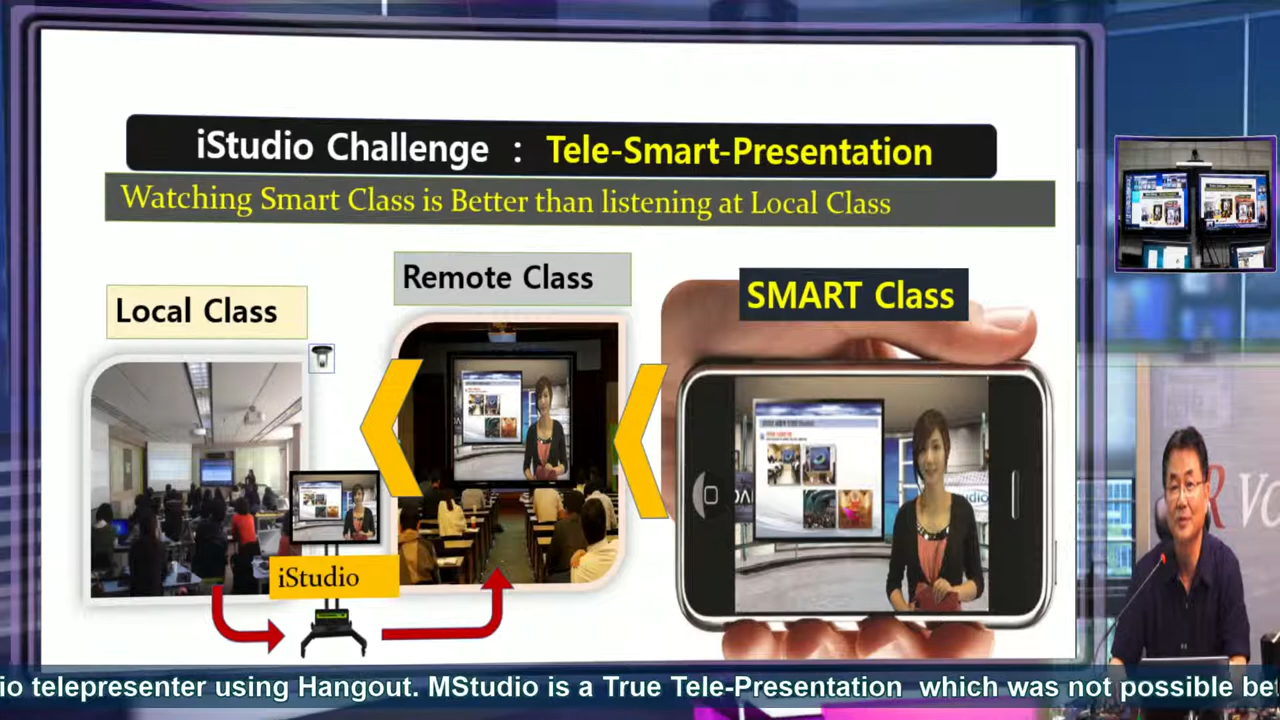 iStudio Challenge : Tele-Smart-Presentation
Watching Smart Class is Better than listening at Local Class
Local Class
Remote Class
SMART Class
iStudio
io telepresenter using Hangout. MStudio is a True Tele-Presentation which was not possible be